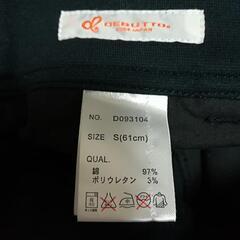 DEBUTTO.
NO. D093104
SIZE S(61cm)
QUAL.
綿 97%
ポリウレタン 3%